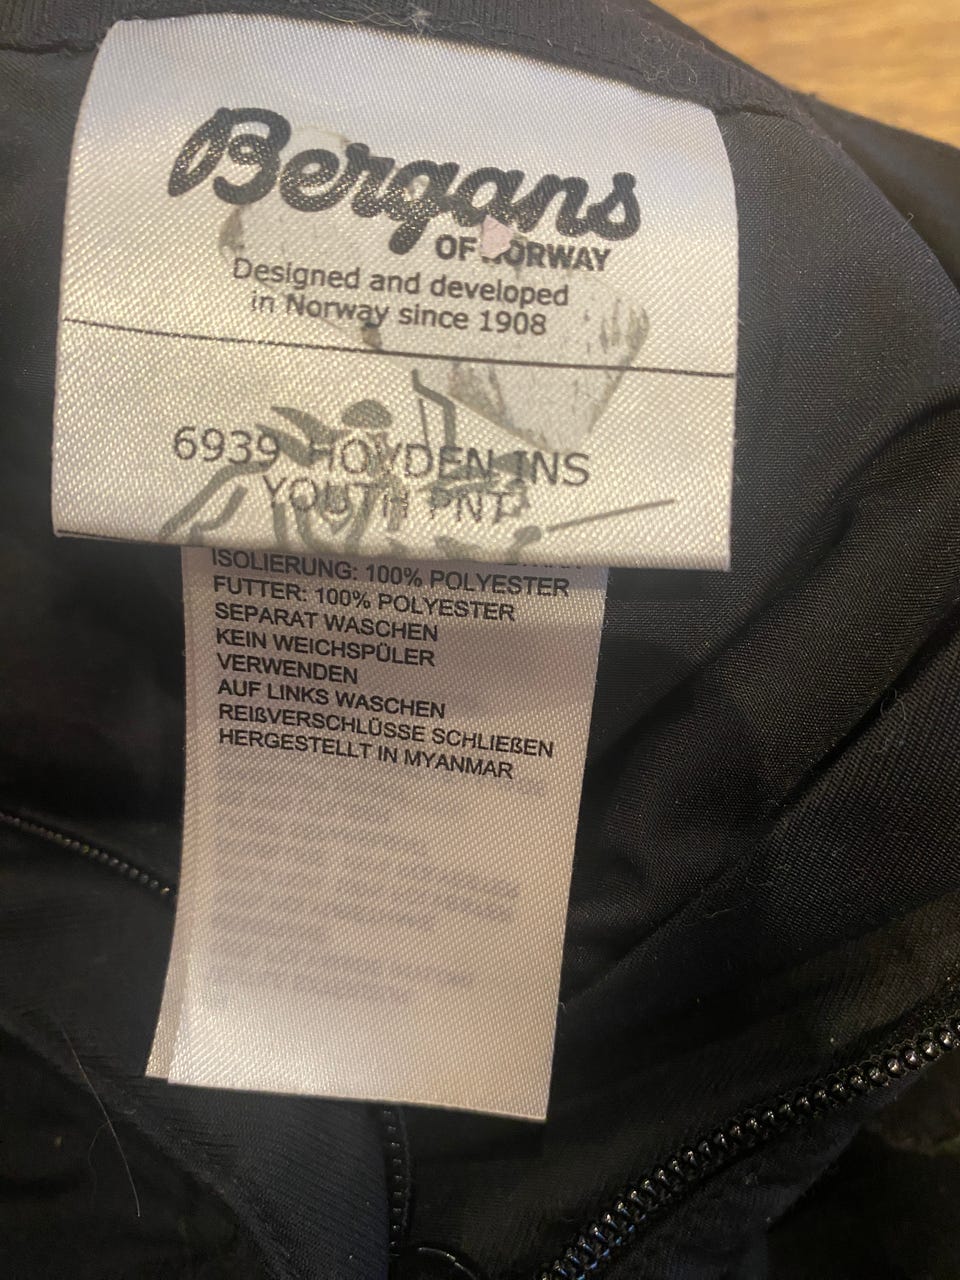 Bergans
OF NORWAY
Designed and developed
in Norway since 1908
6939 HOVDEN INS
YOUTH PNT
ISOLIERUNG: 100% POLYESTER
FUTTER: 100% POLYESTER
SEPARAT WASCHEN
KEIN WEICHSPÜLER
VERWENDEN
AUF LINKS WASCHEN
REIßVERSCHLÜSSE SCHLIEßEN
HERGESTELLT IN MYANMAR